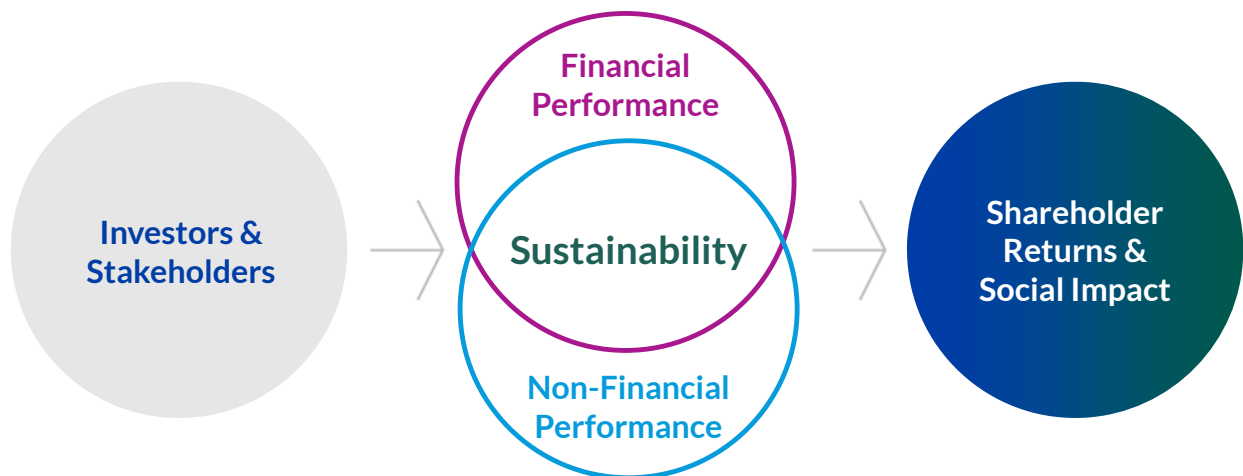 Investors &
Stakeholders
Financial
Performance
Sustainability
Non-Financial
Performance
Shareholder
Returns &
Social Impact